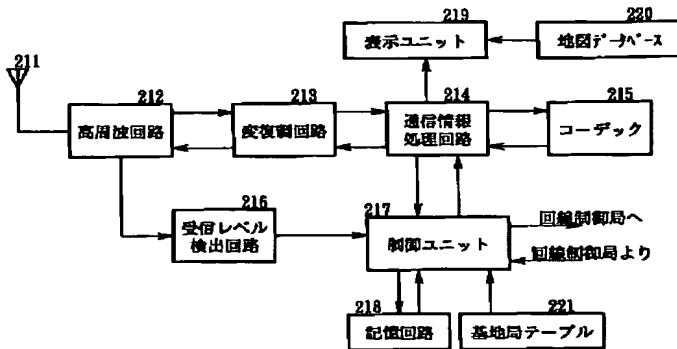 219
220
表示ユニット
地図データベース
211
212
213
214
215
高周波回路
変復調回路
通信情報
処理回路
コーデック
216
受信レベル
検出回路
217
制御ユニット
回線制御局へ
回線制御局より
218
221
記憶回路
基地局テーブル